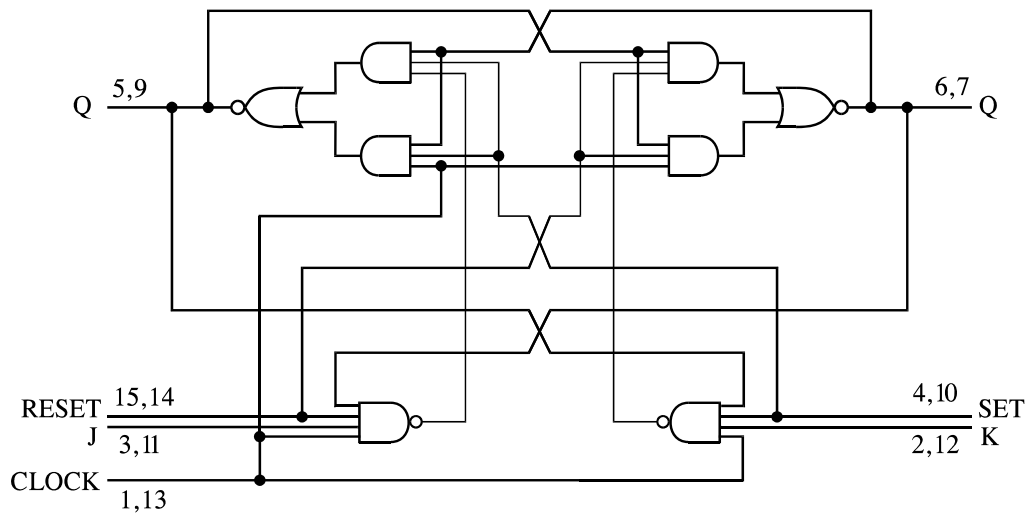 5,9
Q
6,7
Q
15,14
RESET
J
3,11
CLOCK
1,13
4,10
SET
K
2,12